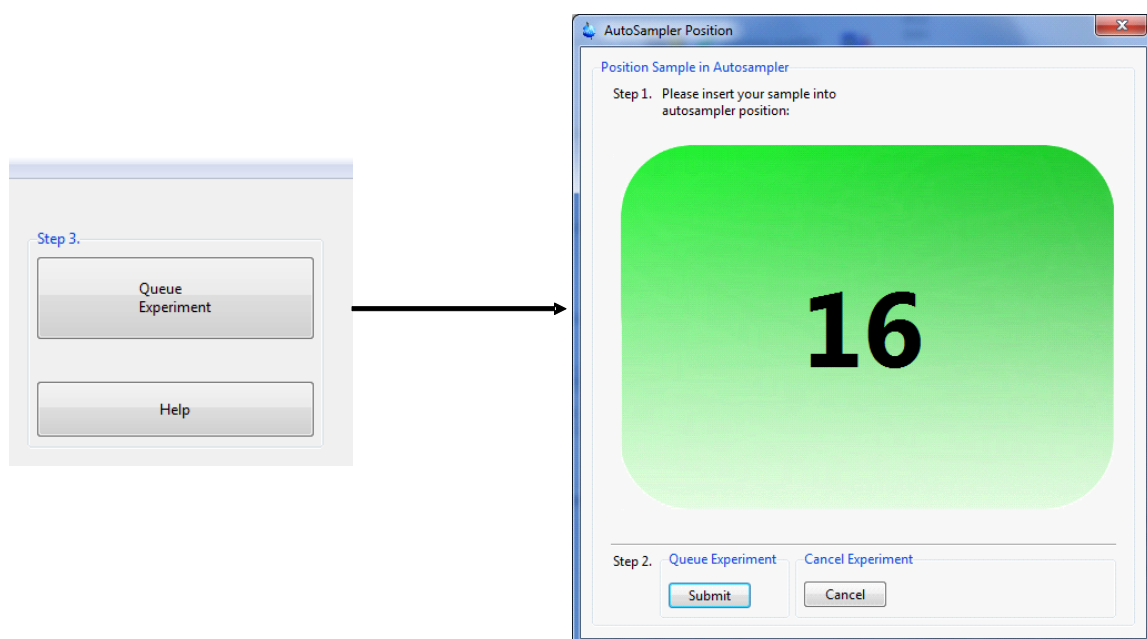 Step 3.
Queue
Experiment
Help
AutoSampler Position
Position Sample in Autosampler
Step 1. Please insert your sample into
autosampler position:
16
Step 2.
Queue Experiment
Submit
Cancel Experiment
Cancel